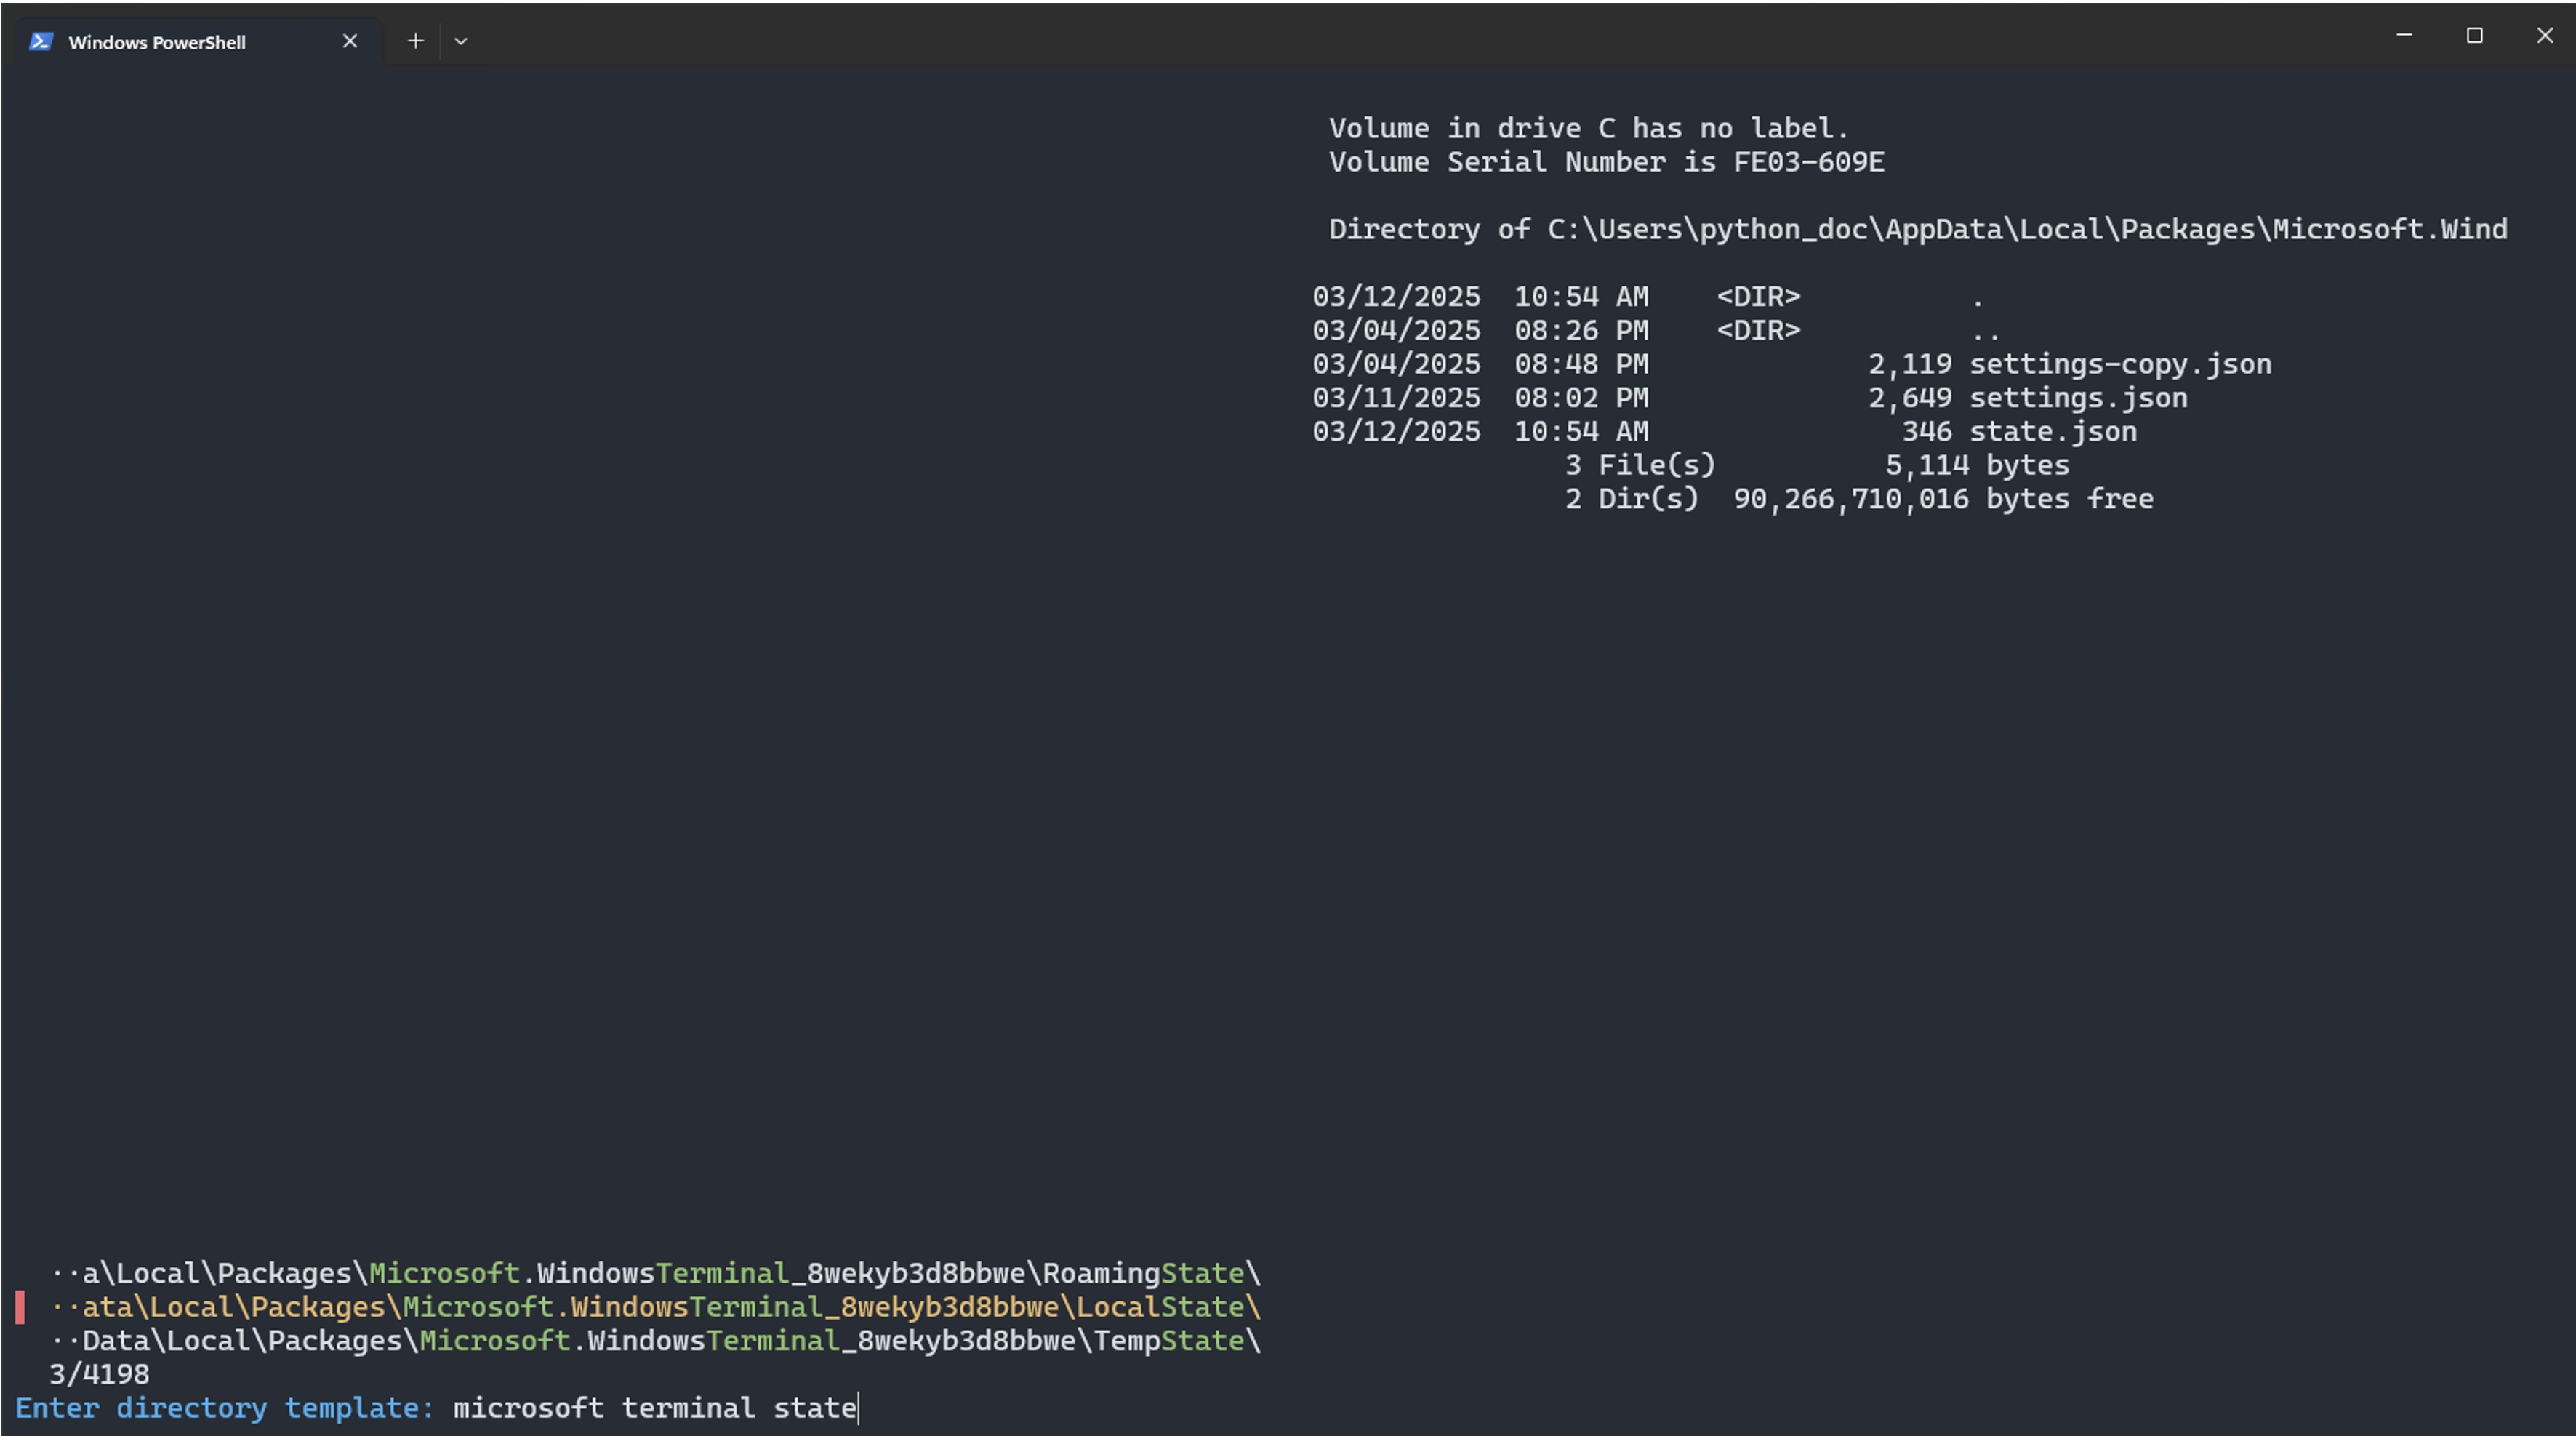 Windows PowerShell
Volume in drive C has no label.
Volume Serial Number is FE03-609E
Directory of C:\Users\python_doc\AppData\Local\Packages\Microsoft.Wind
03/12/2025  10:54 AM    <DIR>          .
03/04/2025  08:26 PM    <DIR>          ..
03/04/2025  08:48 PM             2,119 settings-copy.json
03/11/2025  08:02 PM             2,649 settings.json
03/12/2025  10:54 AM               346 state.json
3 File(s)          5,114 bytes
2 Dir(s)  90,266,710,016 bytes free
··a\Local\Packages\Microsoft.WindowsTerminal_8wekyb3d8bbwe\RoamingState\
··ata\Local\Packages\Microsoft.WindowsTerminal_8wekyb3d8bbwe\LocalState\
··Data\Local\Packages\Microsoft.WindowsTerminal_8wekyb3d8bbwe\TempState\
3/4198
Enter directory template: microsoft terminal state